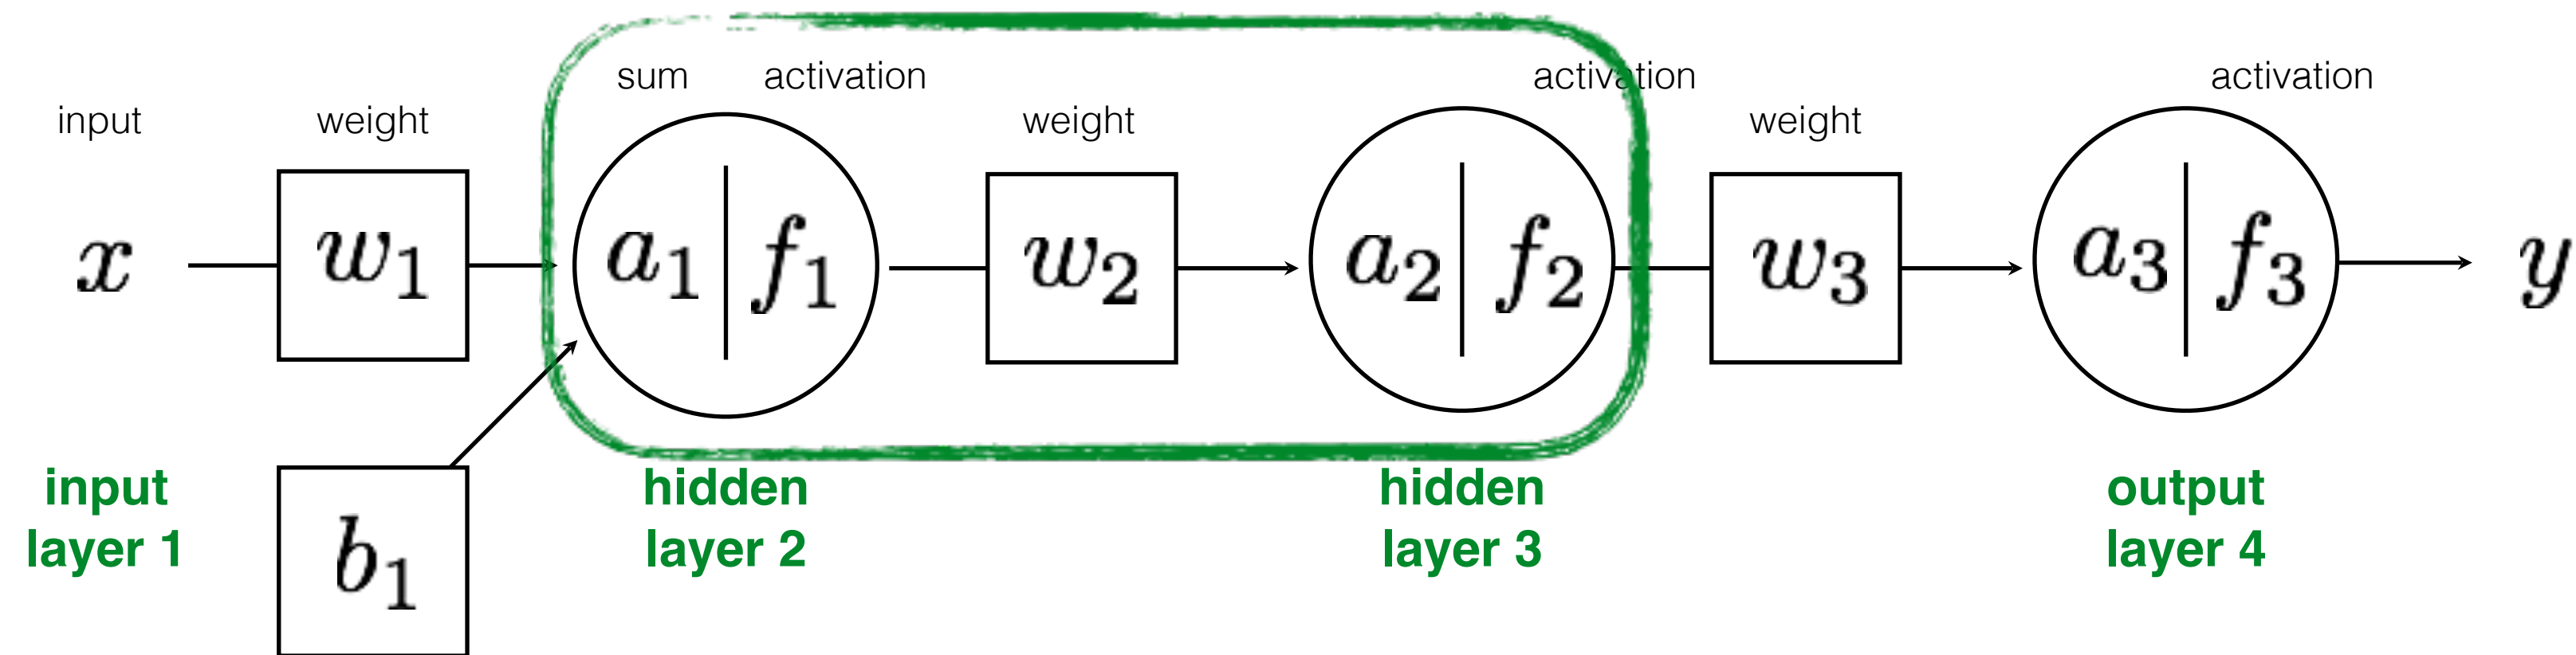 sum activation activation activation
input weight weight weight
x w₁ a₁ | f₁ w₂ a₂ | f₂ w₃ a₃ | f₃ y
input hidden hidden output
layer 1 layer 2 layer 3 layer 4
b₁